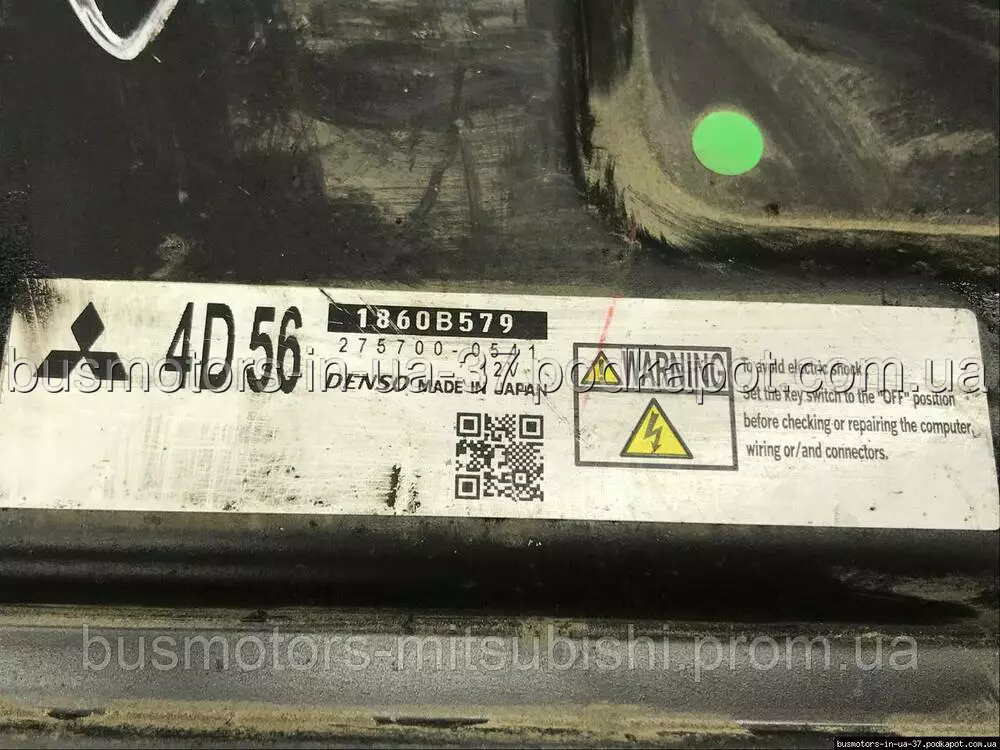 4D56
1860B579
275700-0541
12V
DENSO MADE IN JAPAN
WARNING
To avoid electric shock
Set the key switch to the "OFF" position
before checking or repairing the computer,
wiring or/and connectors.
busmotors-in-ua-37.podkapot.com.ua
busmotors-mitsubishi.prom.ua
busmotors-in-ua-37.podkapot.com.ua